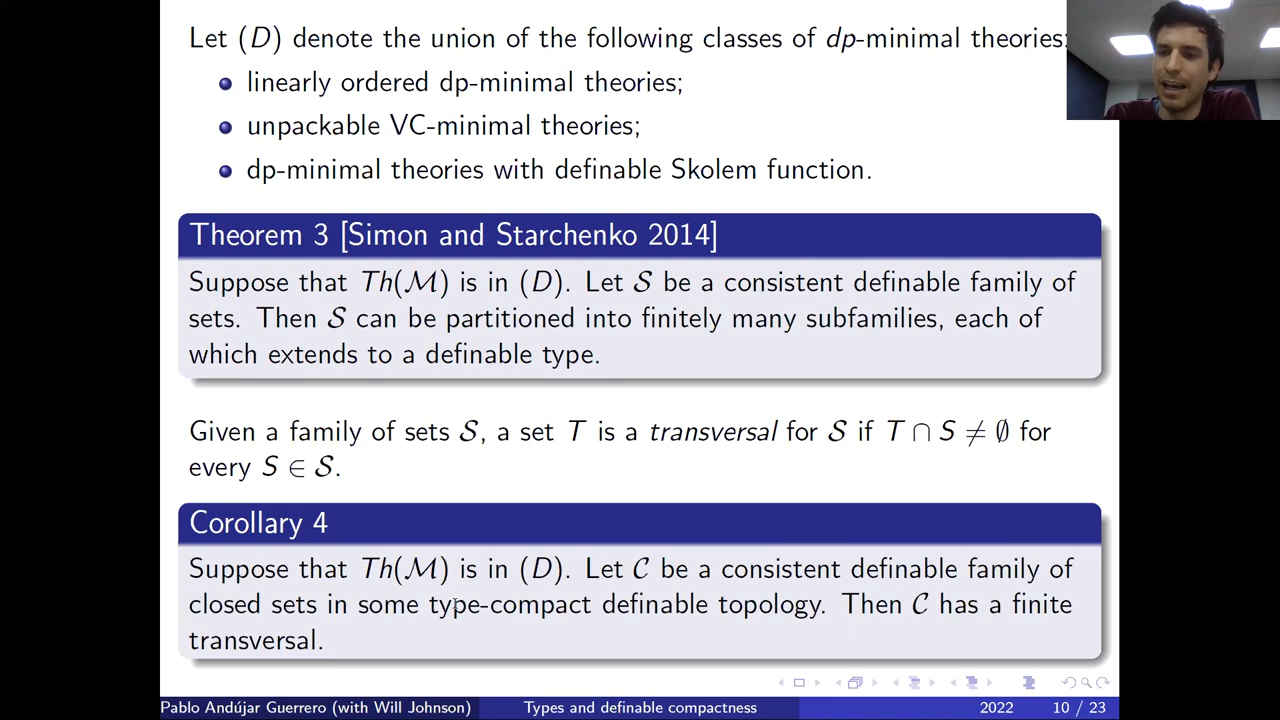 Let (D) denote the union of the following classes of dp-minimal theories:
linearly ordered dp-minimal theories;
unpackable VC-minimal theories;
dp-minimal theories with definable Skolem function.
Theorem 3 [Simon and Starchenko 2014]
Suppose that Th(ℳ) is in (D). Let 𝒮 be a consistent definable family of
sets. Then 𝒮 can be partitioned into finitely many subfamilies, each of
which extends to a definable type.
Given a family of sets 𝒮, a set T is a transversal for 𝒮 if T ∩ S ≠ ∅ for
every S ∈ 𝒮.
Corollary 4
Suppose that Th(ℳ) is in (D). Let 𝒞 be a consistent definable family of
closed sets in some type-compact definable topology. Then 𝒞 has a finite
transversal.
Pablo Andújar Guerrero (with Will Johnson) Types and definable compactness 2022 10 / 23